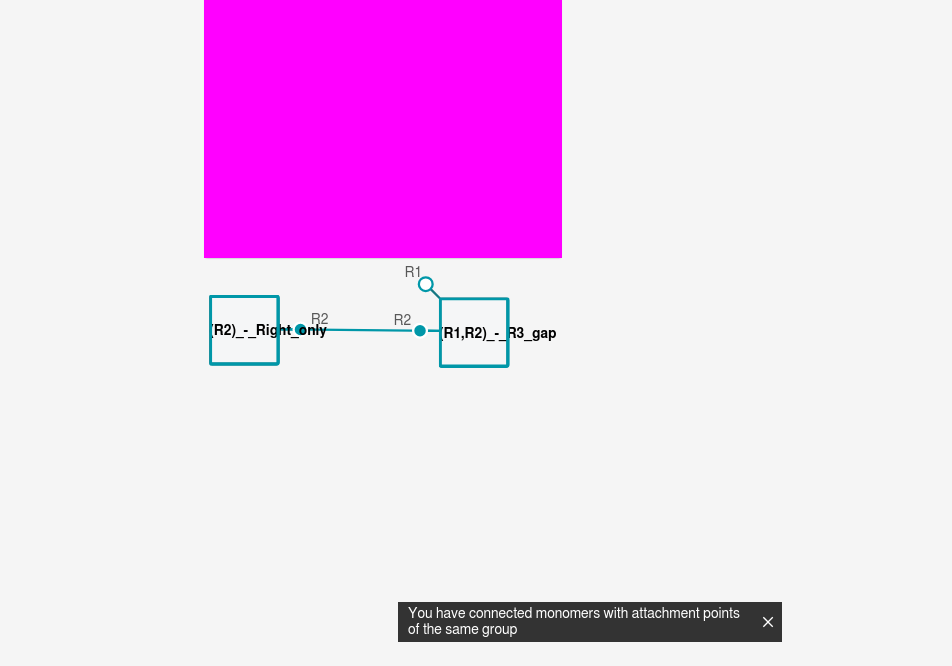 R1
R2
R2
(R2)_-_Right_only
(R1,R2)_-_R3_gap
You have connected monomers with attachment points
of the same group